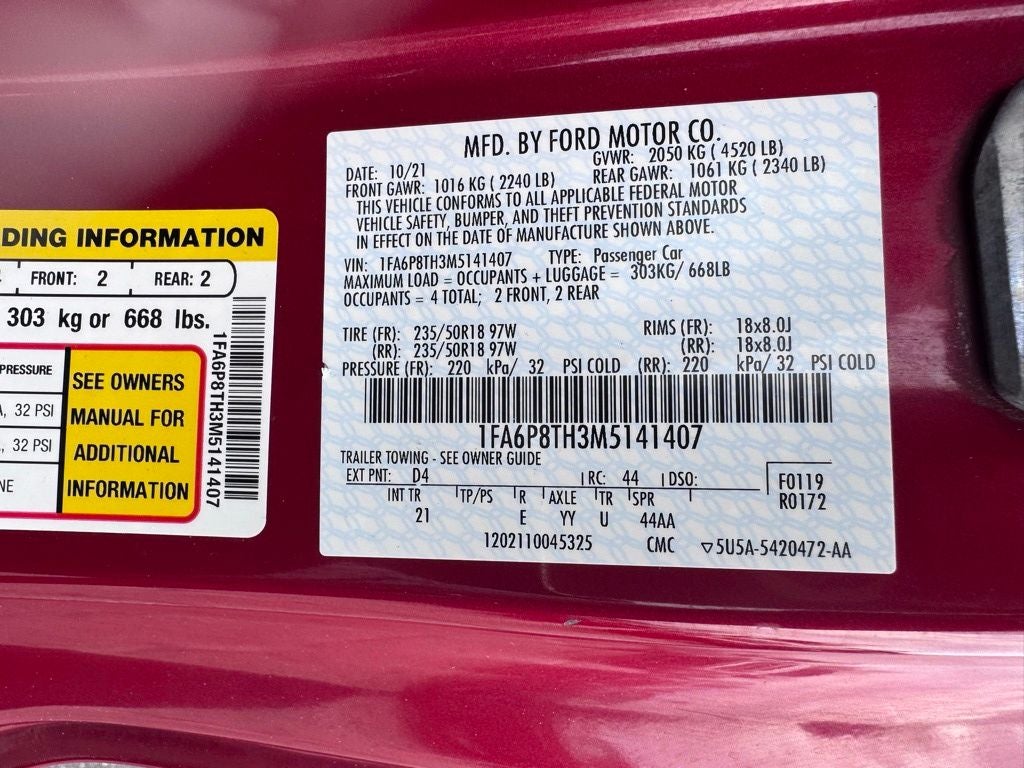 DING INFORMATION
FRONT: 2 REAR: 2
303 kg or 668 lbs.
PRESSURE
, 32 PSI
, 32 PSI
NE
SEE OWNERS
MANUAL FOR
ADDITIONAL
INFORMATION
1FA6P8TH3M5141407
MFD. BY FORD MOTOR CO.
DATE: 10/21 GVWR: 2050 KG ( 4520 LB)
FRONT GAWR: 1016 KG ( 2240 LB) REAR GAWR: 1061 KG ( 2340 LB)
THIS VEHICLE CONFORMS TO ALL APPLICABLE FEDERAL MOTOR
VEHICLE SAFETY, BUMPER, AND THEFT PREVENTION STANDARDS
IN EFFECT ON THE DATE OF MANUFACTURE SHOWN ABOVE.
VIN: 1FA6P8TH3M5141407 TYPE: Passenger Car
MAXIMUM LOAD = OCCUPANTS + LUGGAGE = 303KG/ 668LB
OCCUPANTS = 4 TOTAL; 2 FRONT, 2 REAR
TIRE (FR): 235/50R18 97W RIMS (FR): 18x8.0J
(RR): 235/50R18 97W (RR): 18x8.0J
PRESSURE (FR): 220 kPa/ 32 PSI COLD (RR): 220 kPa/ 32 PSI COLD
1FA6P8TH3M5141407
TRAILER TOWING - SEE OWNER GUIDE
EXT PNT: D4 RC: 44 DSO: F0119
R0172
INT TR TP/PS R AXLE TR SPR
21 E YY U 44AA
1202110045325 CMC ▽5U5A-5420472-AA